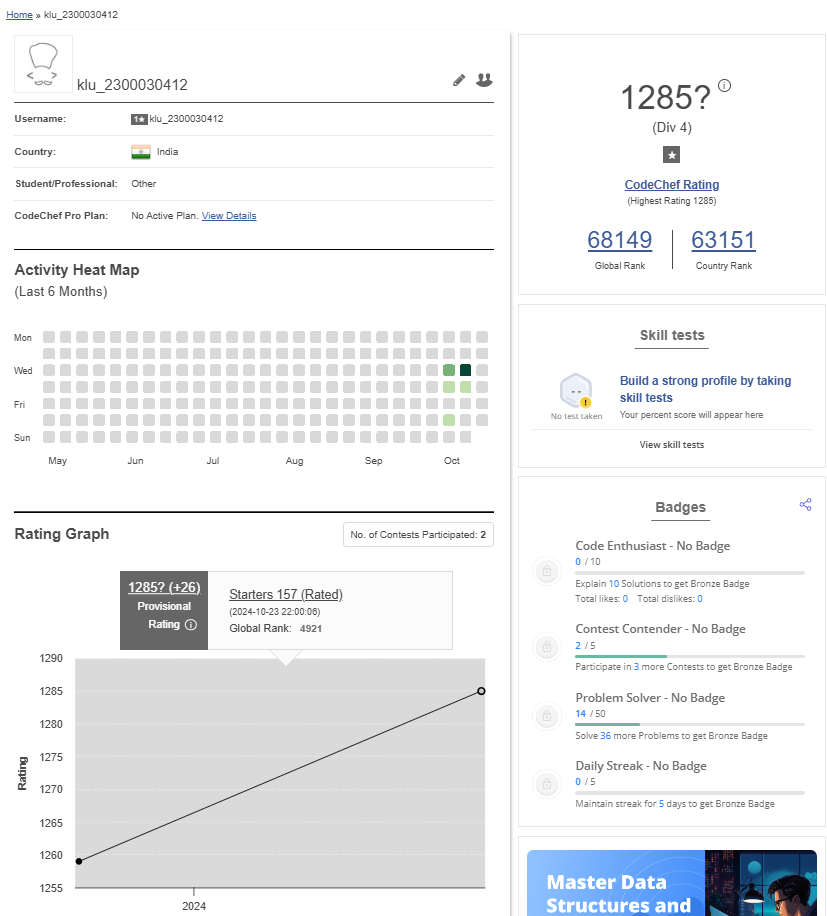 Home » klu_2300030412
klu_2300030412
Username: 1★ klu_2300030412
Country: India
Student/Professional: Other
CodeChef Pro Plan: No Active Plan. View Details
Activity Heat Map
(Last 6 Months)
Mon
Wed
Fri
Sun
May Jun Jul Aug Sep Oct
Rating Graph
No. of Contests Participated: 2
1285? (+26)
Provisional
Rating ⓘ
Starters 157 (Rated)
(2024-10-23 22:00:06)
Global Rank: 4921
1290
1285
1280
1275
1270
1265
1260
1255
Rating
2024
1285? ⓘ
(Div 4)
★
CodeChef Rating
(Highest Rating 1285)
68149
Global Rank
63151
Country Rank
Skill tests
No test taken
Build a strong profile by taking
skill tests
Your percent score will appear here
View skill tests
Badges
Code Enthusiast - No Badge
0 / 10
Explain 10 Solutions to get Bronze Badge
Total likes: 0 Total dislikes: 0
Contest Contender - No Badge
2 / 5
Participate in 3 more Contests to get Bronze Badge
Problem Solver - No Badge
14 / 50
Solve 36 more Problems to get Bronze Badge
Daily Streak - No Badge
0 / 5
Maintain streak for 5 days to get Bronze Badge
Master Data
Structures and